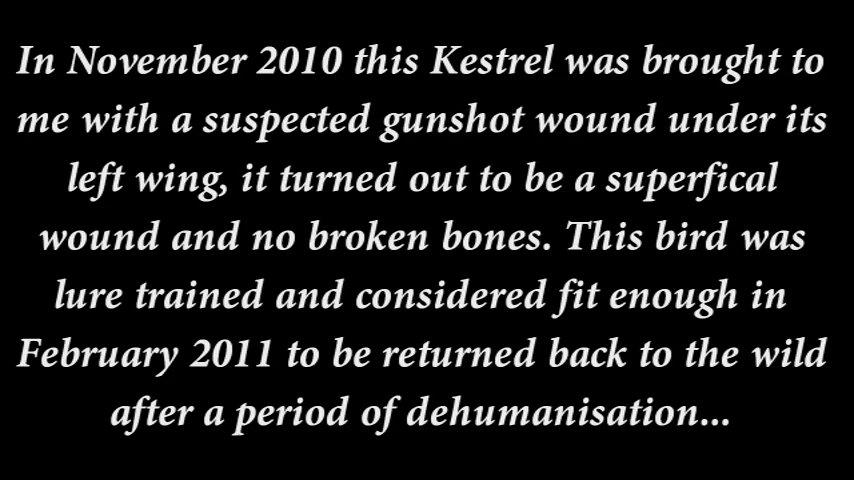 In November 2010 this Kestrel was brought to
me with a suspected gunshot wound under its
left wing, it turned out to be a superfical
wound and no broken bones. This bird was
lure trained and considered fit enough in
February 2011 to be returned back to the wild
after a period of dehumanisation...